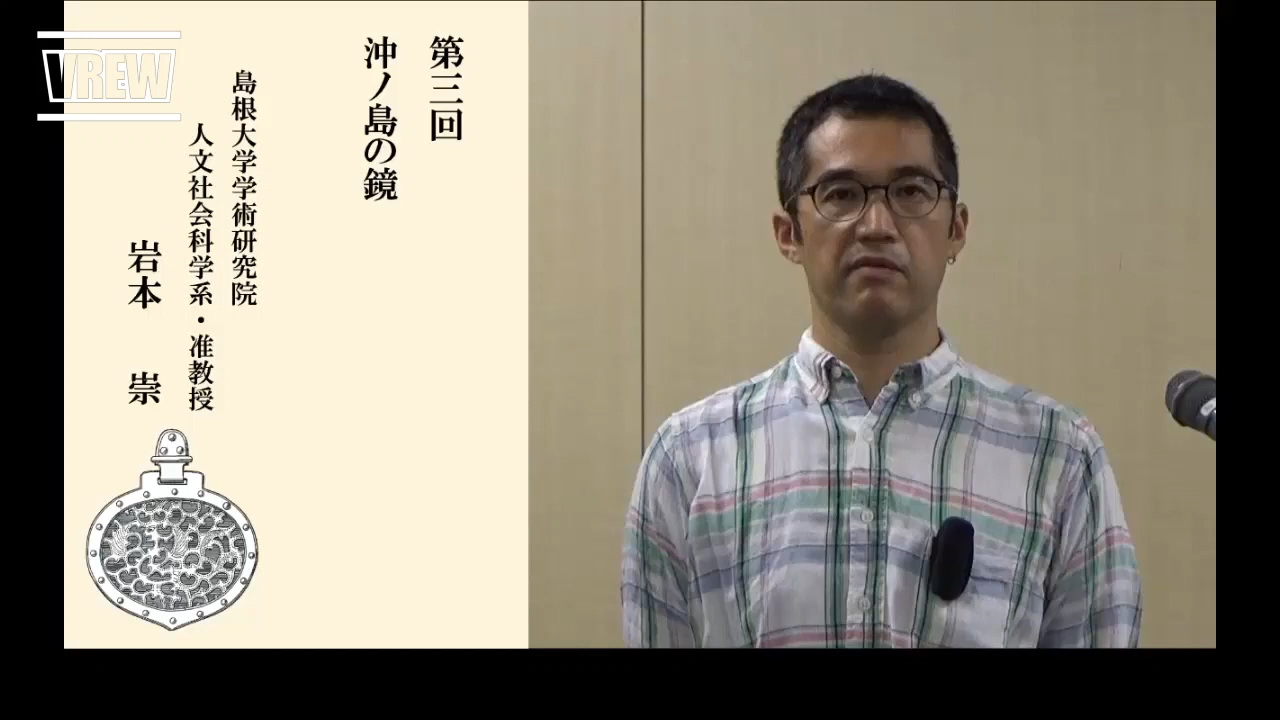 VREW
第三回
沖ノ島の鏡
島根大学学術研究院
人文社会科学系・准教授
岩本 崇